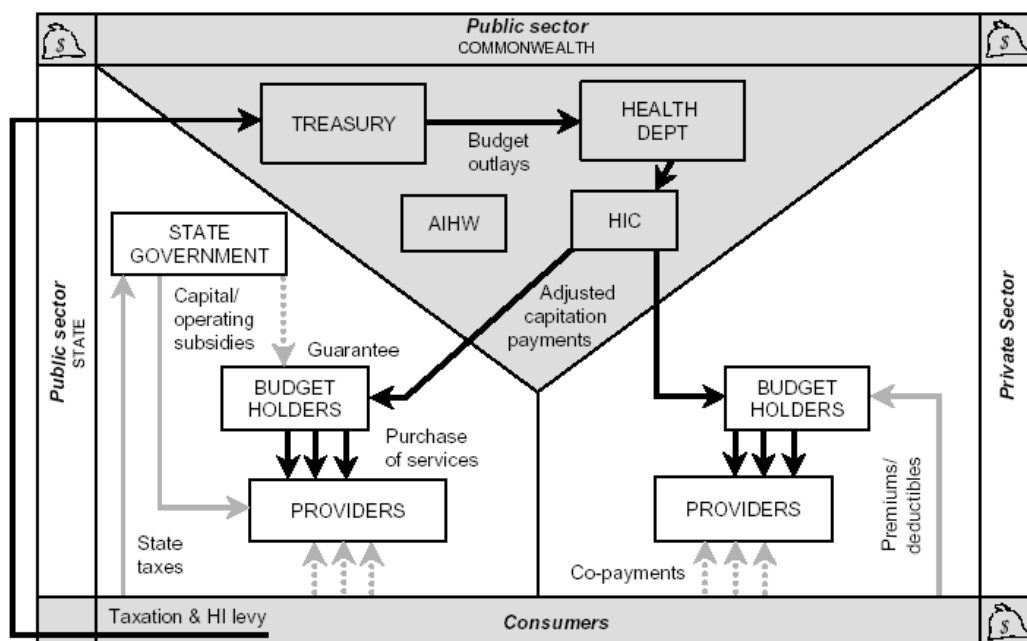 $
Public sector
COMMONWEALTH
$
TREASURY
Budget
outlays
HEALTH
DEPT
AIHW
HIC
STATE
GOVERNMENT
Capital/
operating
subsidies
Guarantee
Adjusted
capitation
payments
Public sector
STATE
Private Sector
BUDGET
HOLDERS
BUDGET
HOLDERS
Purchase
of services
PROVIDERS
PROVIDERS
Premiums/
deductibles
State
taxes
Co-payments
Taxation & HI levy
Consumers
$